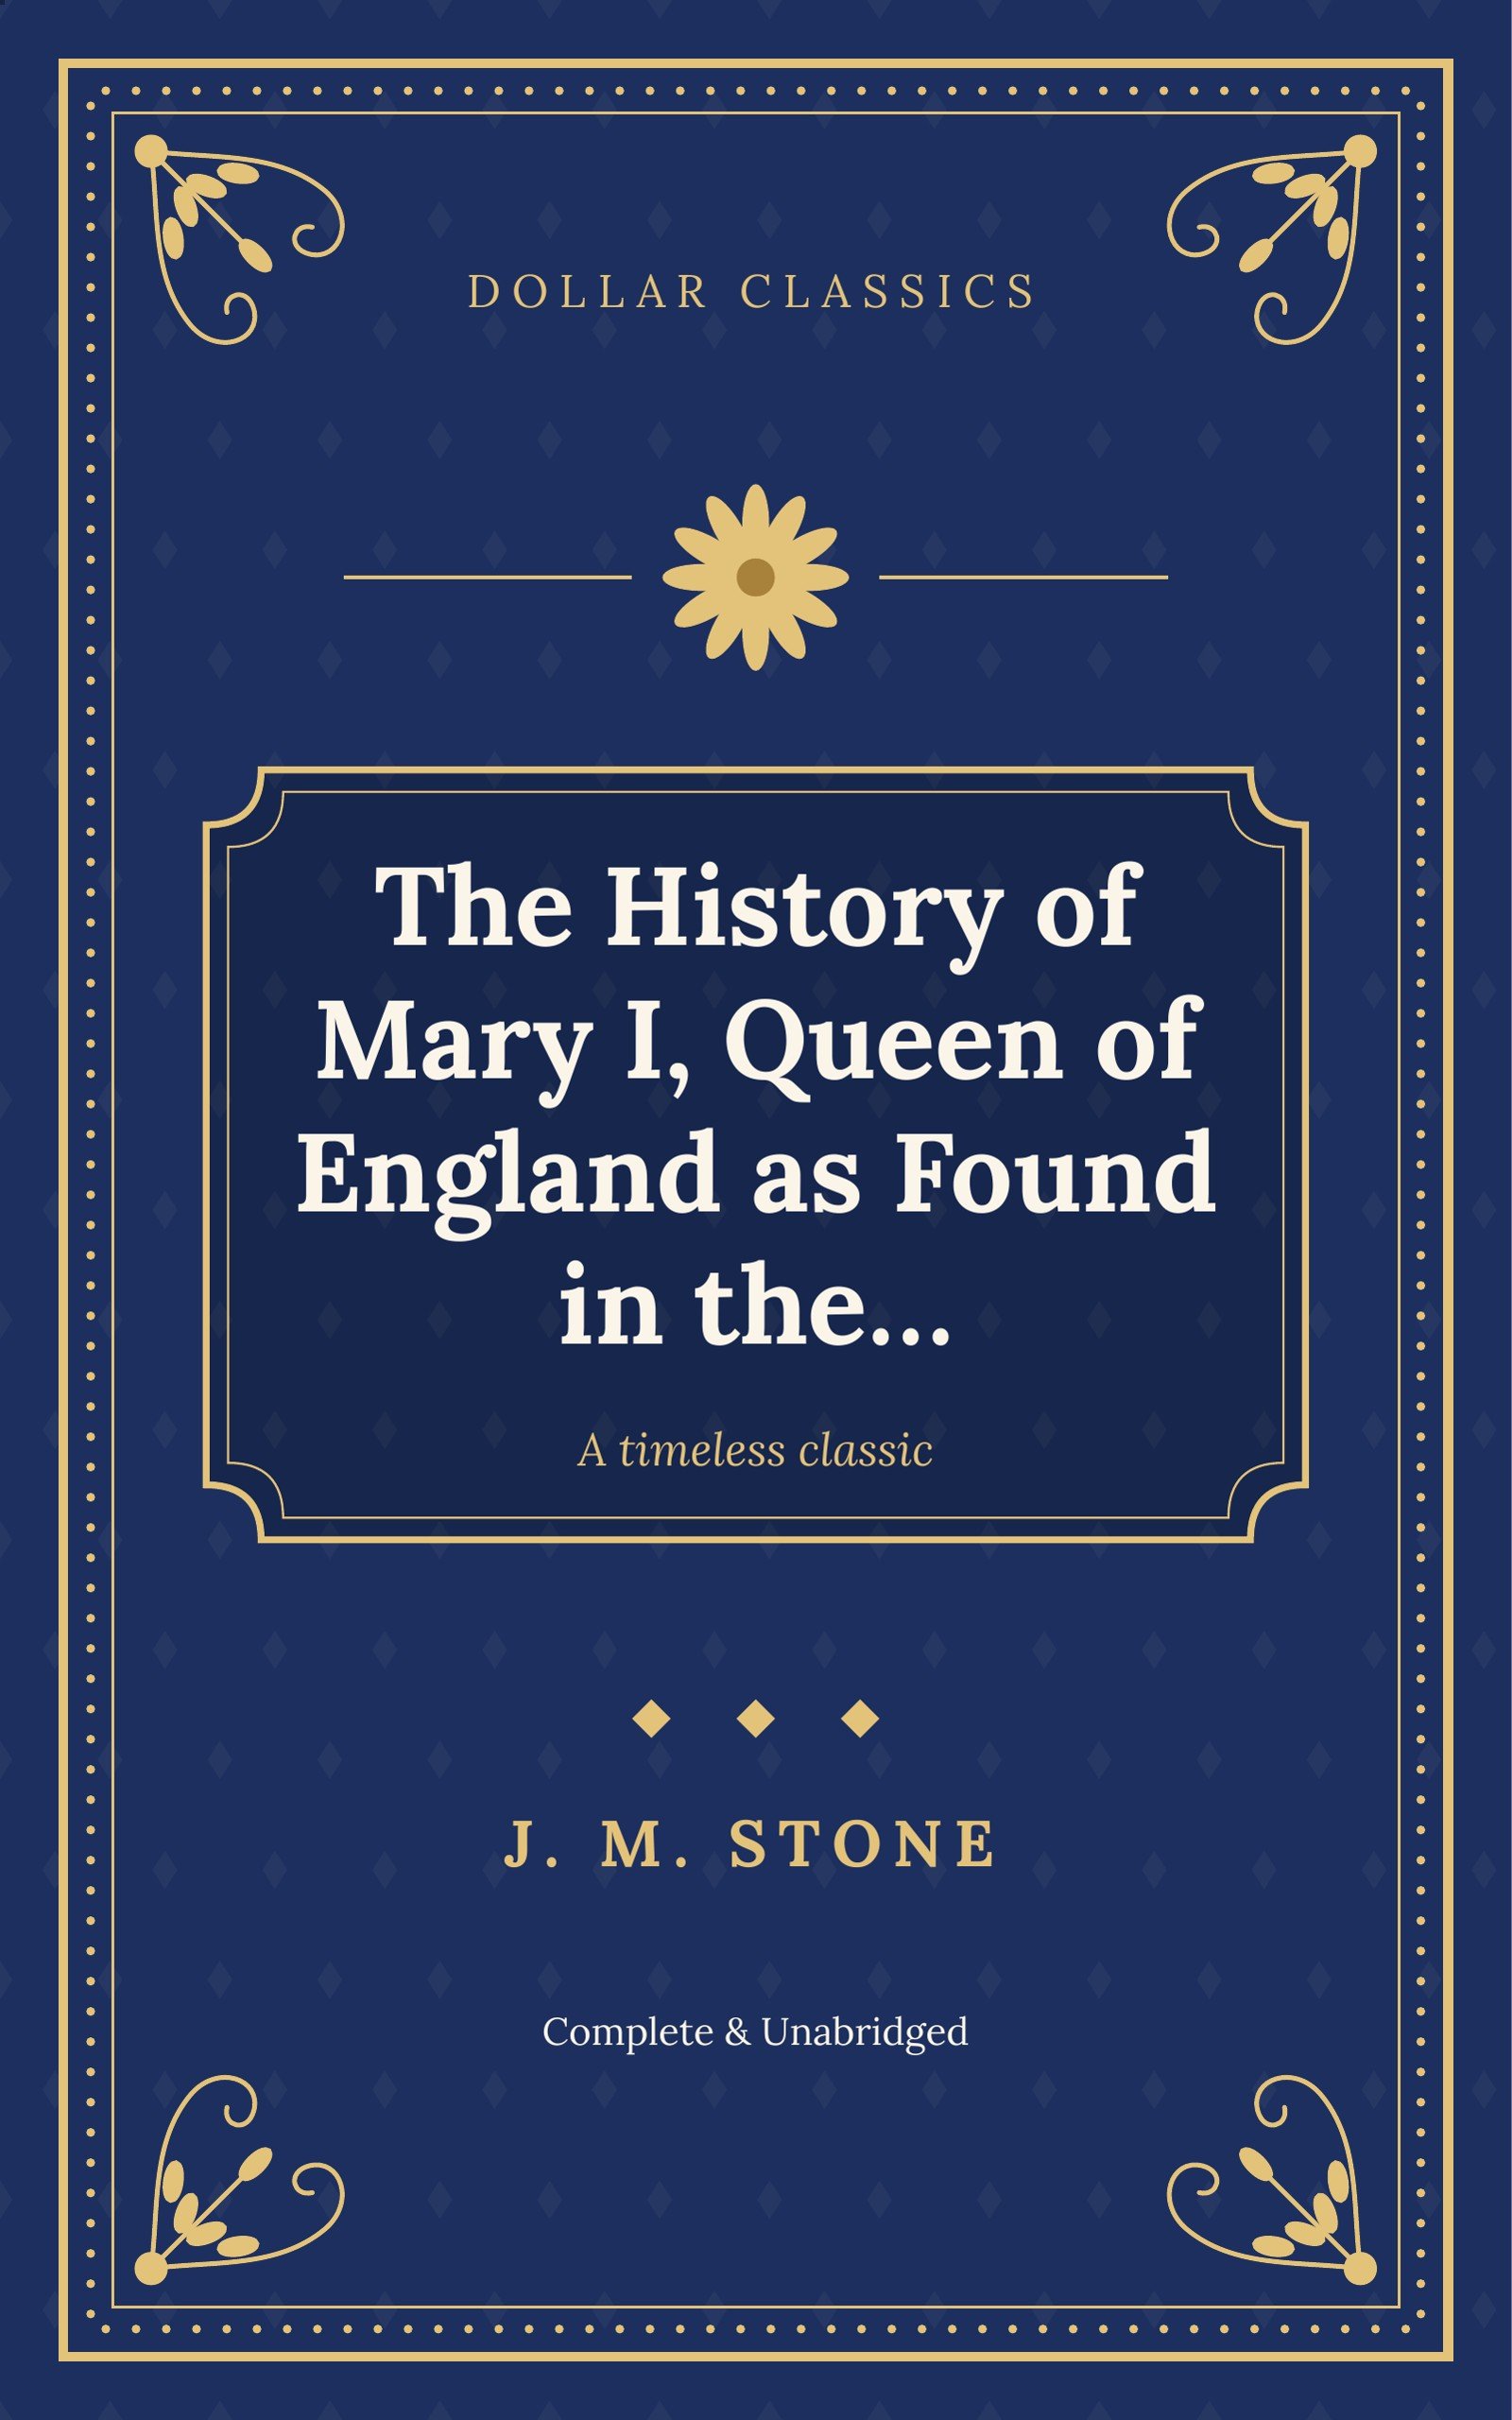 DOLLAR CLASSICS
The History of
Mary I, Queen of
England as Found
in the...
A timeless classic
J. M. STONE
Complete & Unabridged